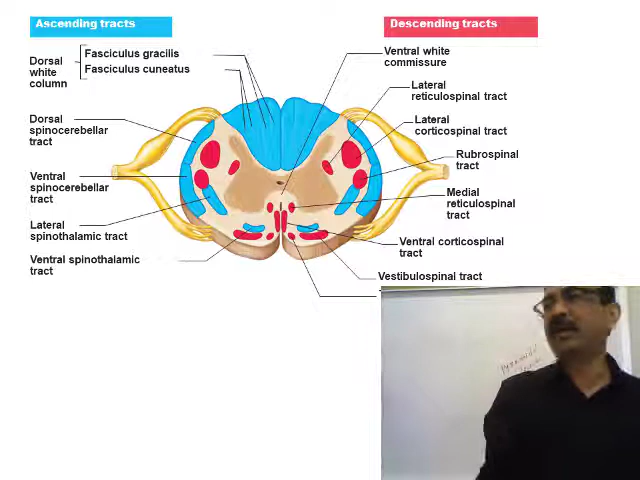 Ascending tracts
Descending tracts
Dorsal
white
column
Fasciculus gracilis
Fasciculus cuneatus
Dorsal
spinocerebellar
tract
Ventral
spinocerebellar
tract
Lateral
spinothalamic tract
Ventral spinothalamic
tract
Ventral white
commissure
Lateral
reticulospinal tract
Lateral
corticospinal tract
Rubrospinal
tract
Medial
reticulospinal
tract
Ventral corticospinal
tract
Vestibulospinal tract